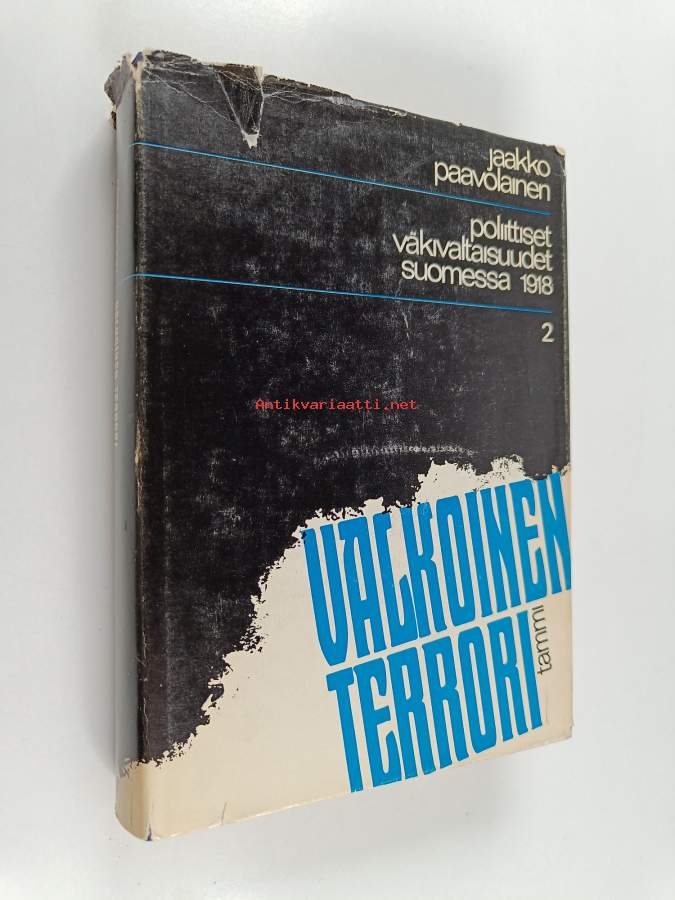 jaakko
paavolainen
poliittiset
väkivaltaisuudet
suomessa 1918
2
Antikvariaatti.net
VALKOINEN
TERRORI
tammi